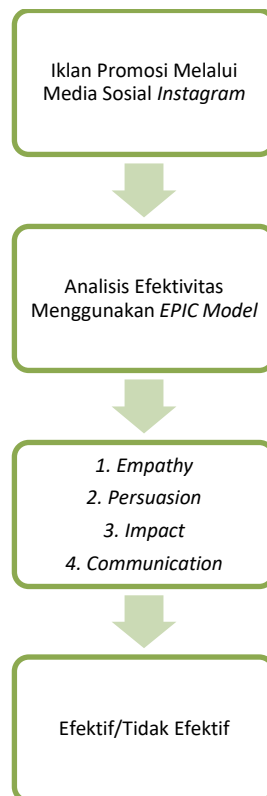 Iklan Promosi Melalui
Media Sosial Instagram
Analisis Efektivitas
Menggunakan EPIC Model
1. Empathy
2. Persuasion
3. Impact
4. Communication
Efektif/Tidak Efektif